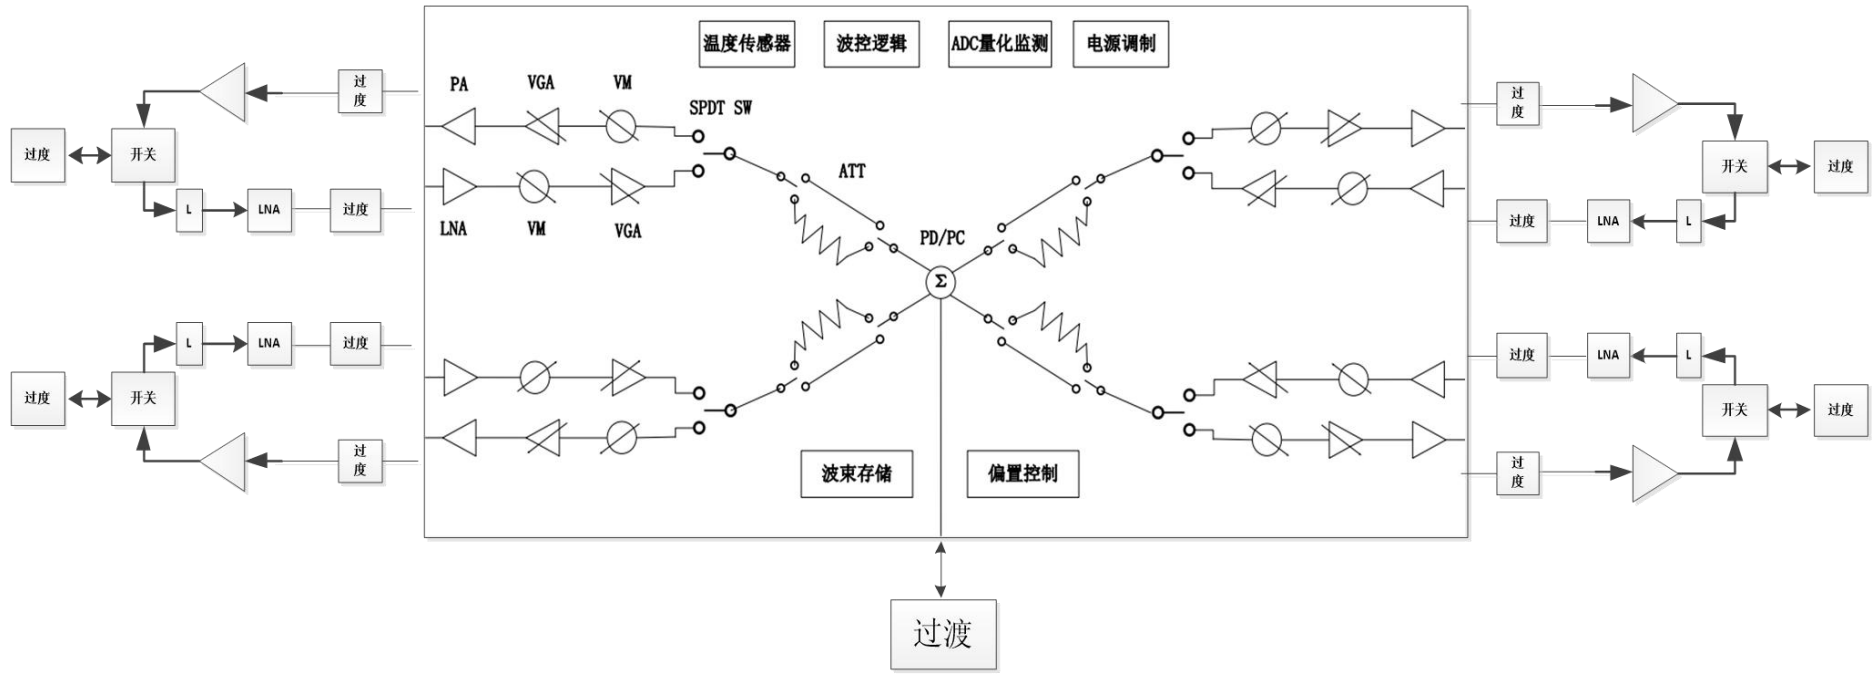 温度传感器 波控逻辑 ADC量化监测 电源调制
过
度
PA VGA VM
SPDT SW
过
度
过度
开关
开关
过度
ATT
L LNA 过度
过度 LNA L
LNA VM VGA
PD/PC
Σ
L LNA 过度
过度 LNA L
过度
开关
开关
过度
过
度
波束存储 偏置控制
过
度
过渡